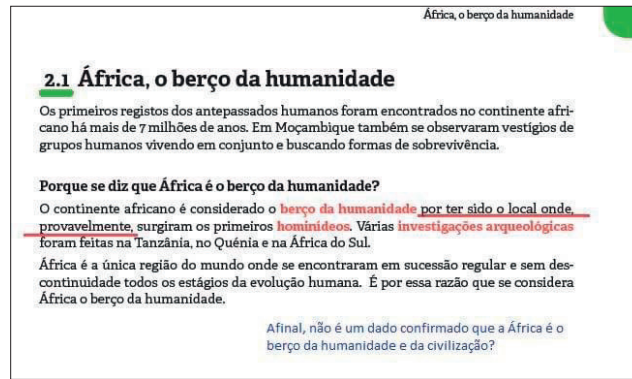 África, o berço da humanidade
2.1 África, o berço da humanidade
Os primeiros registos dos antepassados humanos foram encontrados no continente afri-
cano há mais de 7 milhões de anos. Em Moçambique também se observaram vestígios de
grupos humanos vivendo em conjunto e buscando formas de sobrevivência.
Porque se diz que África é o berço da humanidade?
O continente africano é considerado o berço da humanidade por ter sido o local onde,
provavelmente, surgiram os primeiros hominídeos. Várias investigações arqueológicas
foram feitas na Tanzânia, no Quénia e na África do Sul.
África é a única região do mundo onde se encontraram em sucessão regular e sem des-
continuidade todos os estágios da evolução humana. É por essa razão que se considera
África o berço da humanidade.
Afinal, não é um dado confirmado que a África é o
berço da humanidade e da civilização?